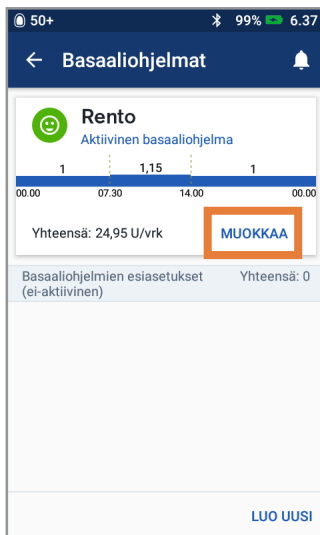 50+ 99% 6.37
Basaaliohjelmat
Rento
Aktiivinen basaaliohjelma
1 1,15 1
00.00 07.30 14.00 00.00
Yhteensä: 24,95 U/vrk MUOKKAA
Basaaliohjelmien esiasetukset Yhteensä: 0
(ei-aktiivinen)
LUO UUSI